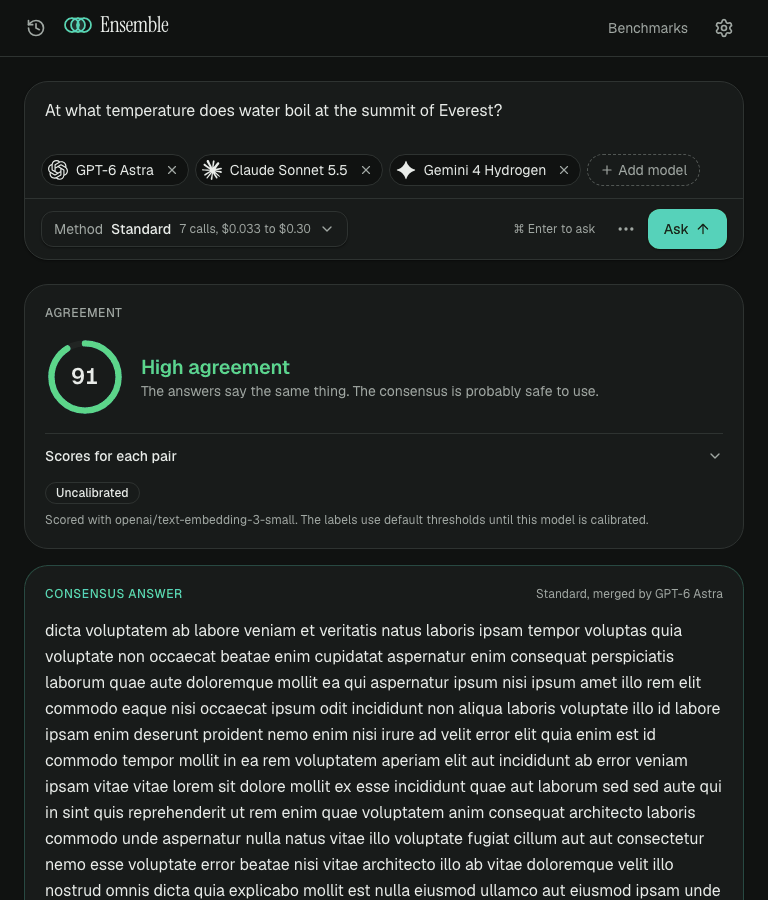 Ensemble
Benchmarks
At what temperature does water boil at the summit of Everest?
GPT-6 Astra
Claude Sonnet 5.5
Gemini 4 Hydrogen
+ Add model
Method Standard 7 calls, $0.033 to $0.30
⌘ Enter to ask
Ask ↑
AGREEMENT
91
High agreement
The answers say the same thing. The consensus is probably safe to use.
Scores for each pair
Uncalibrated
Scored with openai/text-embedding-3-small. The labels use default thresholds until this model is calibrated.
CONSENSUS ANSWER
Standard, merged by GPT-6 Astra
dicta voluptatem ab labore veniam et veritatis natus laboris ipsam tempor voluptas quia
voluptate non occaecat beatae enim cupidatat aspernatur enim consequat perspiciatis
laborum quae aute doloremque mollit ea qui aspernatur ipsum nisi ipsum amet illo rem elit
commodo eaque nisi occaecat ipsum odit incididunt non aliqua laboris voluptate illo id labore
ipsam enim deserunt proident nemo enim nisi irure ad velit error elit quia enim est id
commodo tempor mollit in ea rem voluptatem aperiam elit aut incididunt ab error veniam
ipsam vitae vitae lorem sit dolore mollit ex esse incididunt quae aut laborum sed sed aute qui
in sint quis reprehenderit ut rem enim quae voluptatem anim consequat architecto laboris
commodo unde aspernatur nulla natus vitae illo voluptate fugiat cillum aut aut consectetur
nemo esse voluptate error beatae nisi vitae architecto illo ab vitae doloremque velit illo
nostrud omnis dicta quia explicabo mollit est nulla eiusmod ullamco aut eiusmod ipsam unde